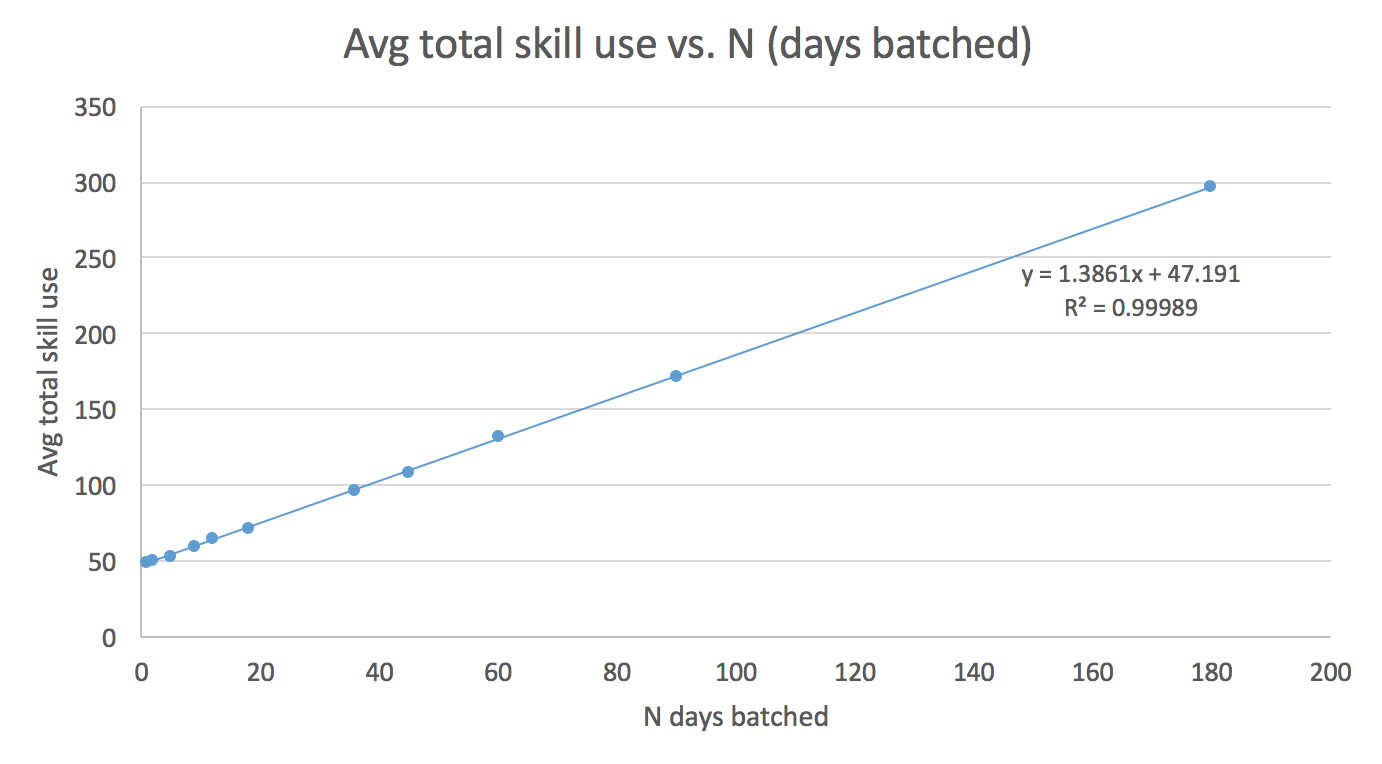 Avg total skill use vs. N (days batched)
350
300
250
200
150
100
50
0
Avg total skill use
y = 1.3861x + 47.191
R² = 0.99989
0 20 40 60 80 100 120 140 160 180 200
N days batched